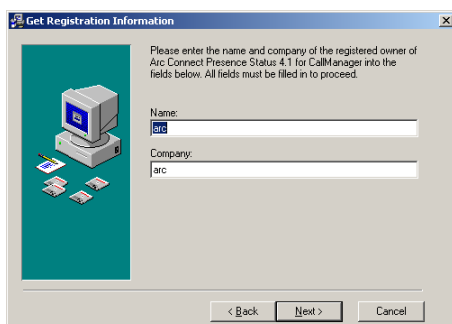 Get Registration Information
Please enter the name and company of the registered owner of
Arc Connect Presence Status 4.1 for CallManager into the
fields below. All fields must be filled in to proceed.
Name:
arc
Company:
arc
< Back
Next >
Cancel